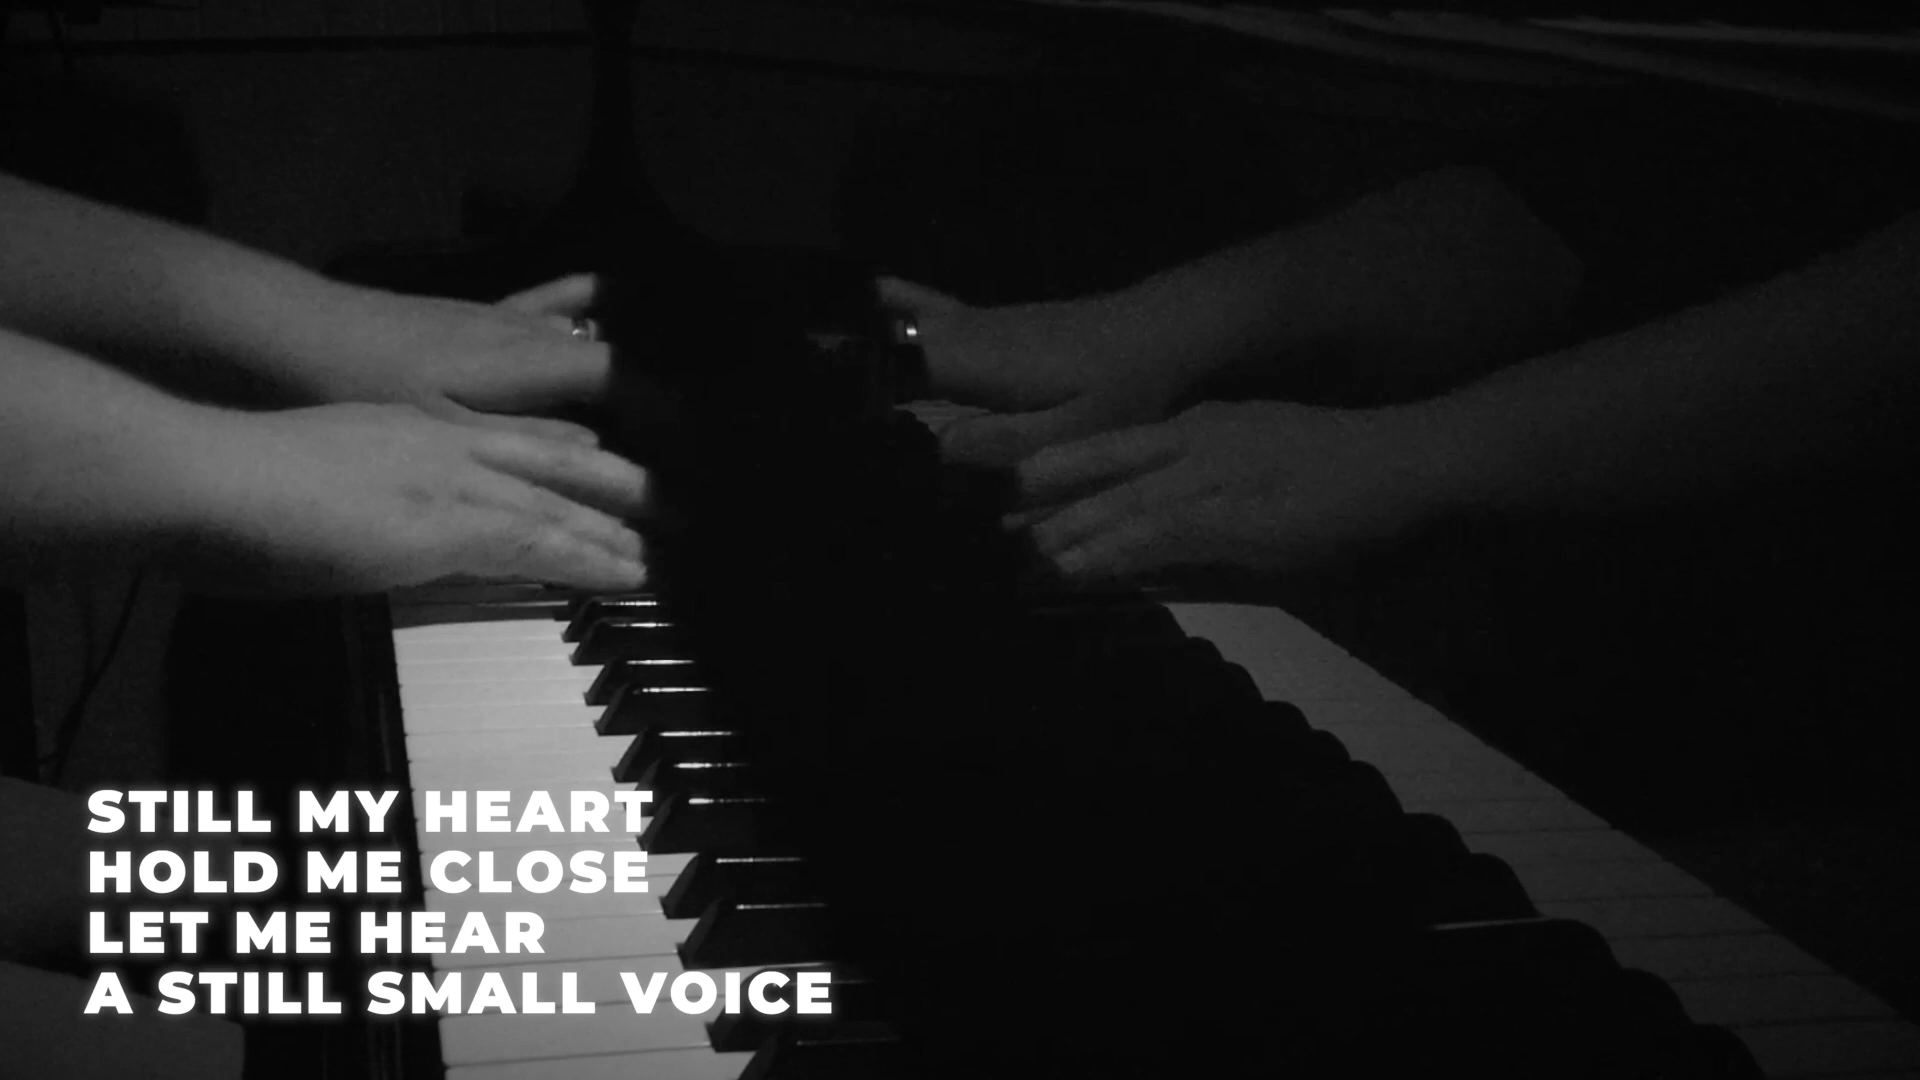 STILL MY HEART
HOLD ME CLOSE
LET ME HEAR
A STILL SMALL VOICE